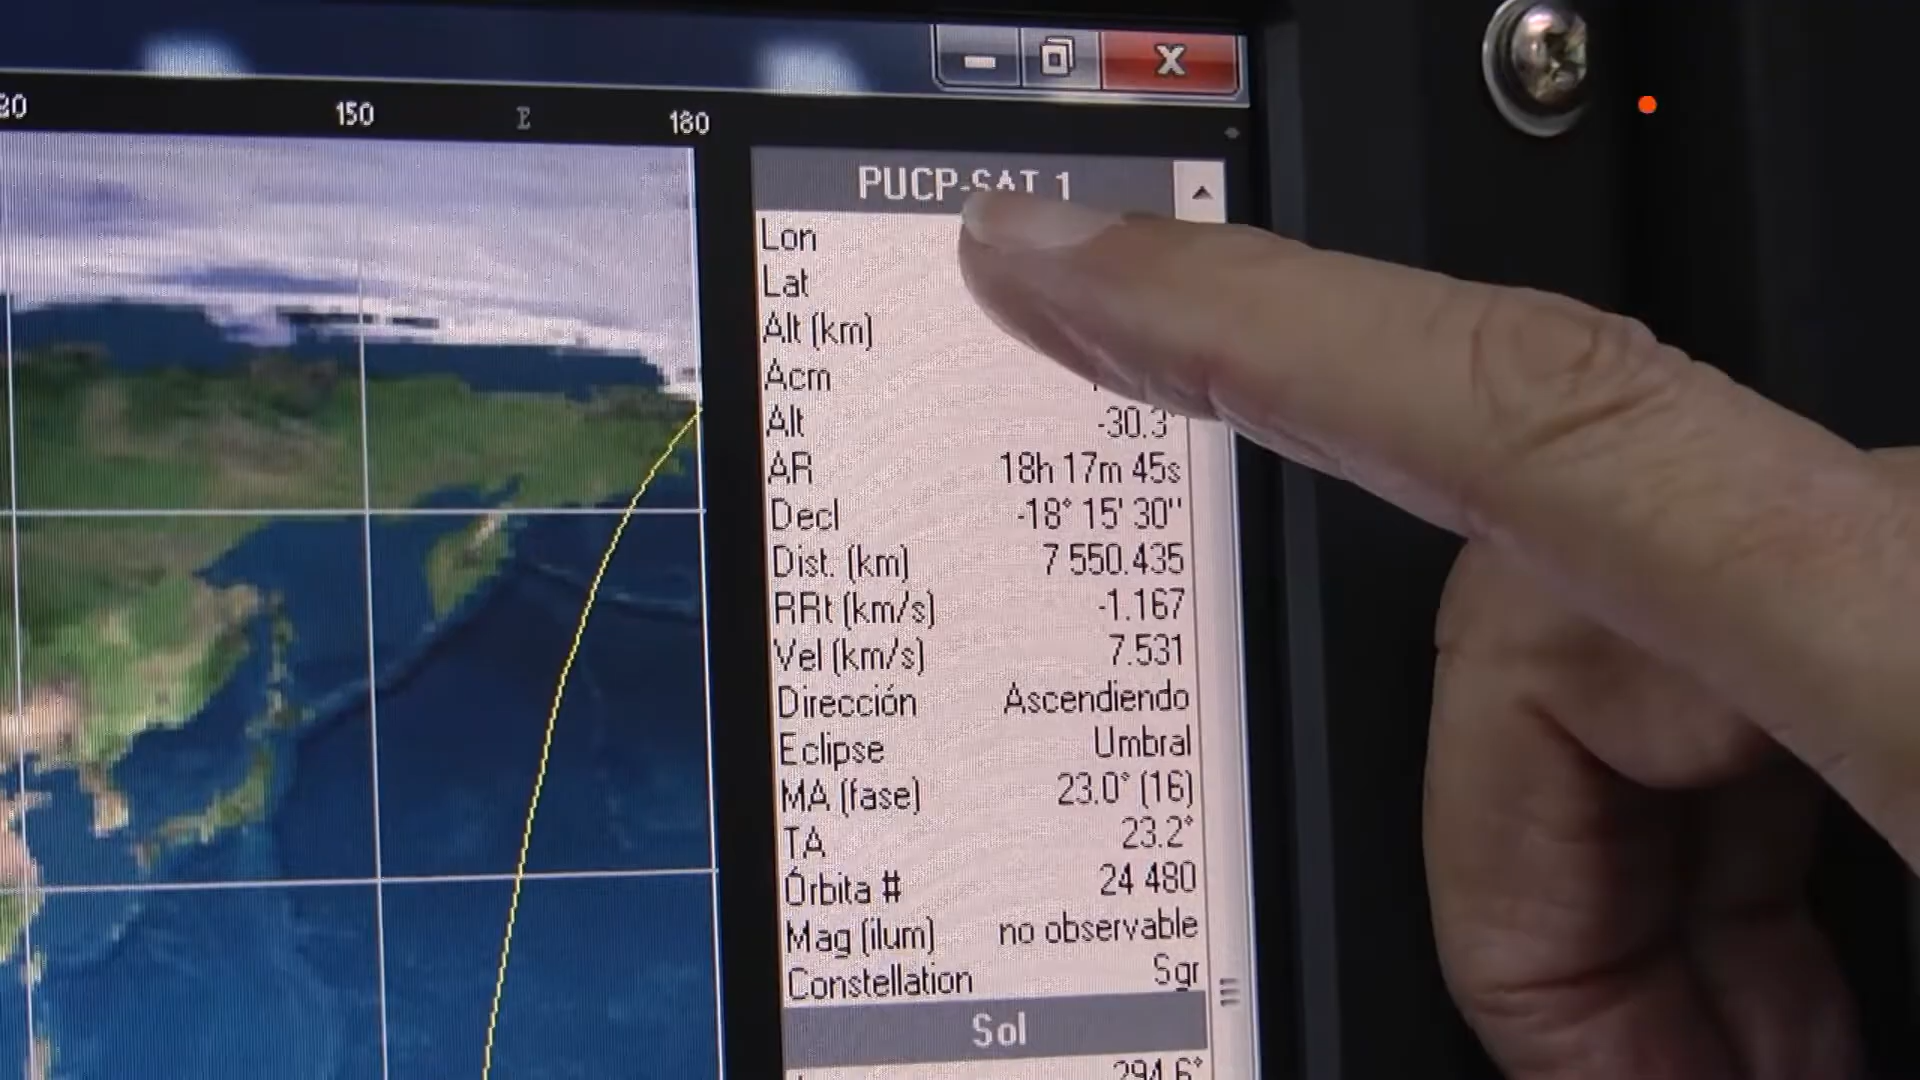 150 E 180
PUCP-SAT 1
Lon
Lat
Alt (km)
Acm
Alt -30.3°
AR 18h 17m 45s
Decl -18° 15' 30"
Dist. (km) 7 550.435
RRt (km/s) -1.167
Vel (km/s) 7.531
Dirección Ascendiendo
Eclipse Umbral
MA (fase) 23.0° (16)
TA 23.2°
Órbita # 24 480
Mag (ilum) no observable
Constellation Sgr
Sol
294.6°